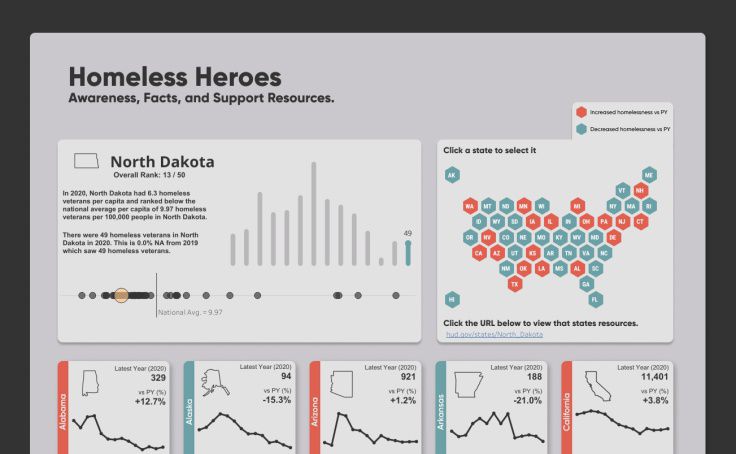 Homeless Heroes
Awareness, Facts, and Support Resources.
Increased homelessness vs PY
Decreased homelessness vs PY
North Dakota
Overall Rank: 13 / 50
In 2020, North Dakota had 6.3 homeless
veterans per capita and ranked below the
national average per capita of 9.97 homeless
veterans per 100,000 people in North Dakota.
There were 49 homeless veterans in North
Dakota in 2020. This is 0.0% NA from 2019
which saw 49 homeless veterans.
49
National Avg. = 9.97
Click a state to select it
AK ME
VT NH
WA MT ND MN WI MI NY MA RI
ID WY SD IA IL IN OH PA NJ CT
OR NV CO NE MO KY WV MD DE
CA AZ UT KS AR TN VA NC
NM OK LA MS AL SC
TX GA
HI FL
Click the URL below to view that states resources.
hud.gov/states/North_Dakota
Alabama
Latest Year (2020)
329
vs PY (%)
+12.7%
Alaska
Latest Year (2020)
94
vs PY (%)
-15.3%
Arizona
Latest Year (2020)
921
vs PY (%)
+1.2%
Arkansas
Latest Year (2020)
188
vs PY (%)
-21.0%
California
Latest Year (2020)
11,401
vs PY (%)
+3.8%